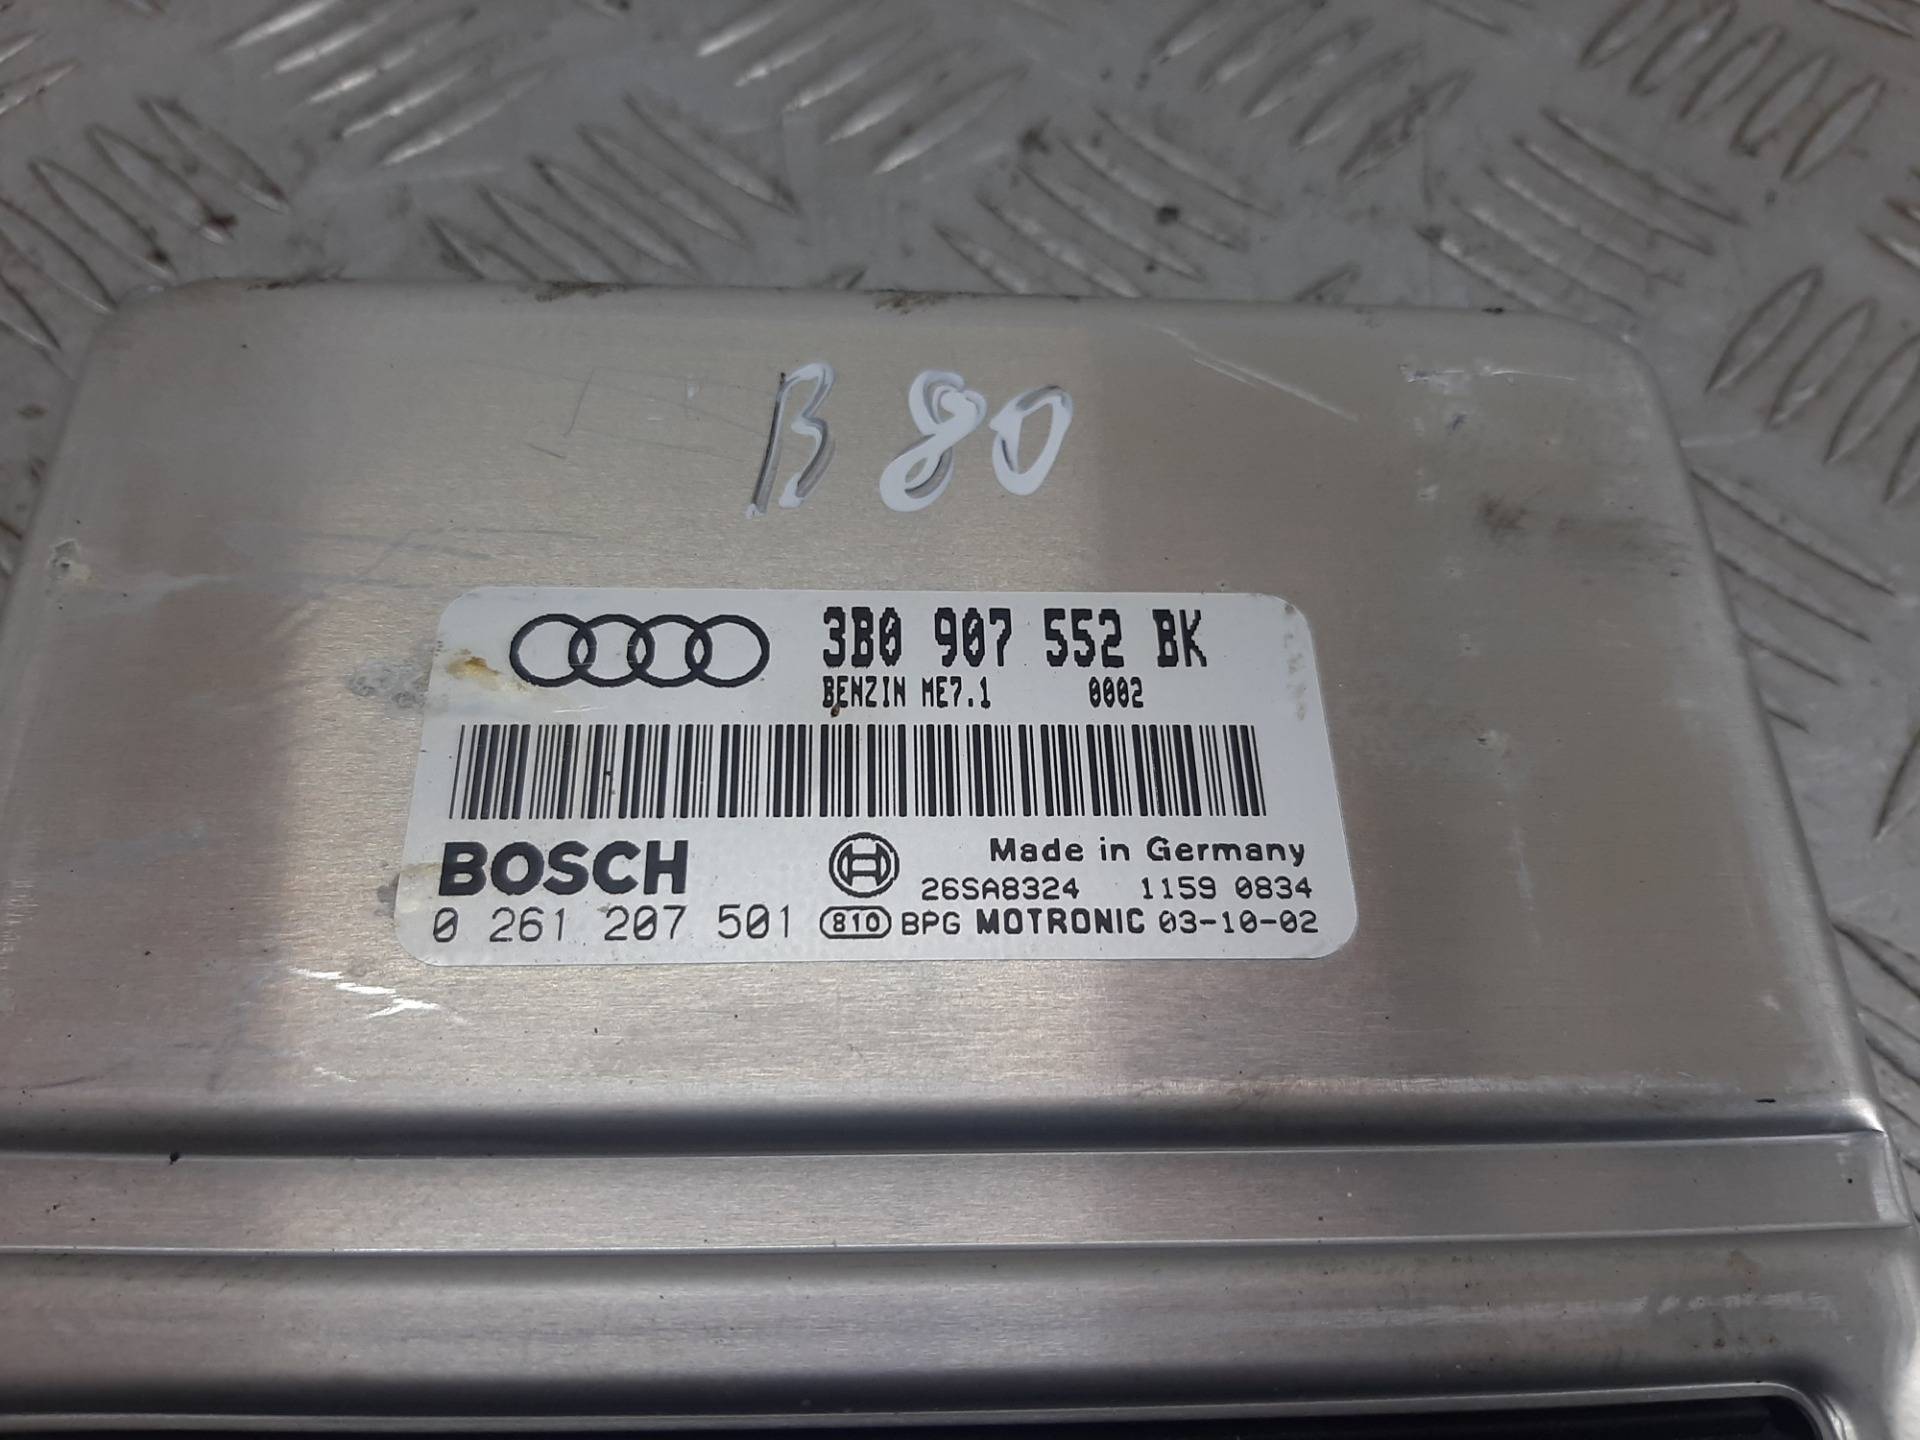 B 80
3B0 907 552 BK
BENZIN ME7.1 0002
BOSCH
Made in Germany
26SA8324 1159 0834
0 261 207 501 810 BPG MOTRONIC 03-10-02